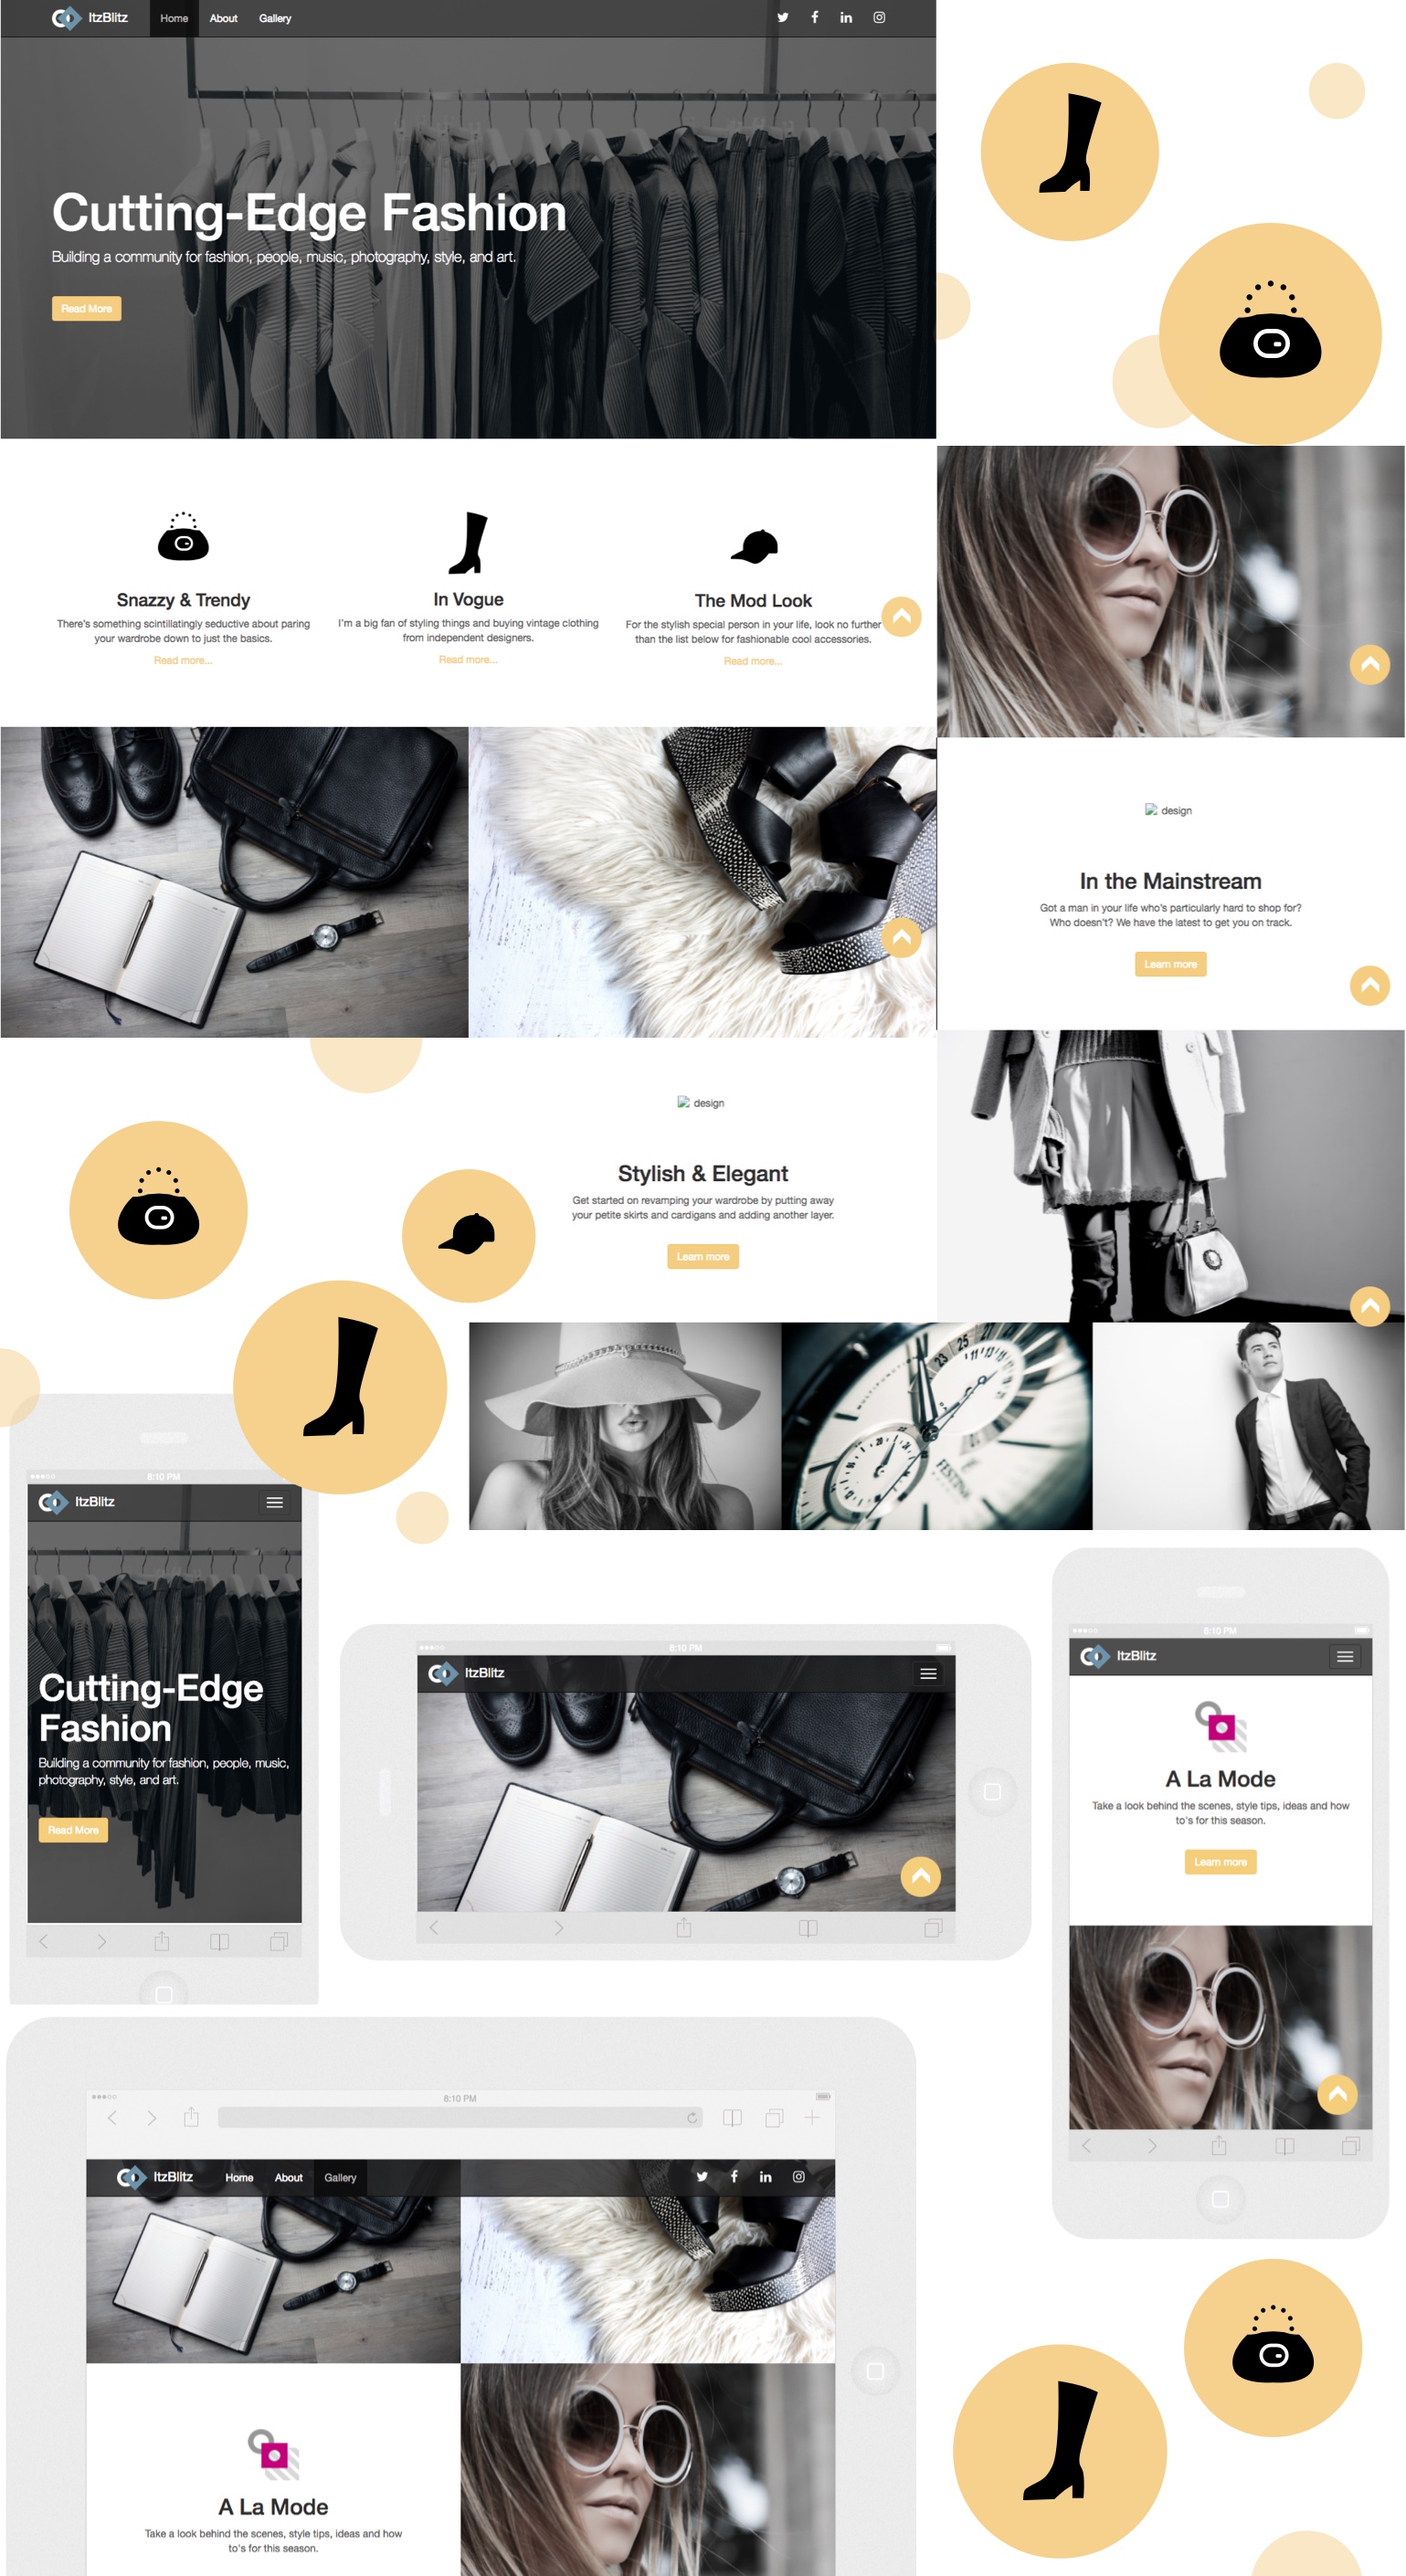 ItzBlitz Home About Gallery
Cutting-Edge Fashion
Building a community for fashion, people, music, photography, style, and art.
Read More
Snazzy & Trendy
There's something scintillatingly seductive about paring
your wardrobe down to just the basics.
Read more...
In Vogue
I'm a big fan of styling things and buying vintage clothing
from independent designers.
Read more...
The Mod Look
For the stylish special person in your life, look no further
than the list below for fashionable cool accessories.
Read more...
design
In the Mainstream
Got a man in your life who's particularly hard to shop for?
Who doesn't? We have the latest to get you on track.
Learn more
design
Stylish & Elegant
Get started on revamping your wardrobe by putting away
your petite skirts and cardigans and adding another layer.
Learn more
23 25
FESTINA
8:10 PM
ItzBlitz
Cutting-Edge
Fashion
Building a community for fashion, people, music,
photography, style, and art.
Read More
8:10 PM
ItzBlitz
8:10 PM
ItzBlitz
A La Mode
Take a look behind the scenes, style tips, ideas and how
to's for this season.
Learn more
8:10 PM
ItzBlitz Home About Gallery
A La Mode
Take a look behind the scenes, style tips, ideas and how
to's for this season.